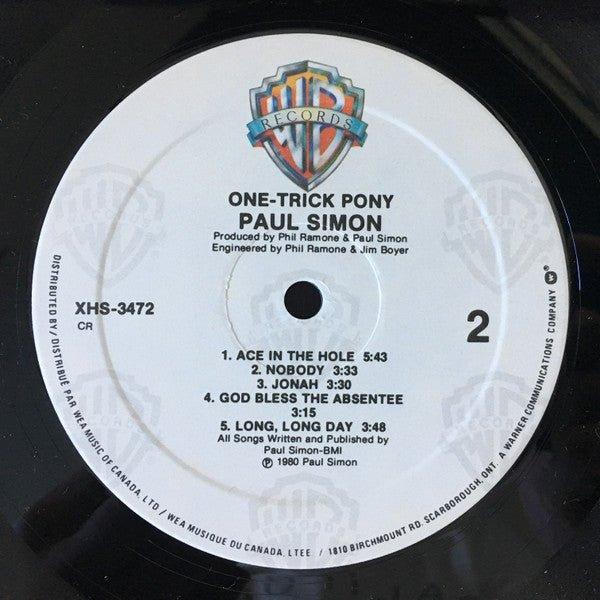 WB
RECORDS
ONE-TRICK PONY
PAUL SIMON
Produced by Phil Ramone & Paul Simon
Engineered by Phil Ramone & Jim Boyer
XHS-3472
CR
2
1. ACE IN THE HOLE 5:43
2. NOBODY 3:33
3. JONAH 3:30
4. GOD BLESS THE ABSENTEE
3:15
5. LONG, LONG DAY 3:48
All Songs Written and Published by
Paul Simon-BMI
℗ 1980 Paul Simon
DISTRIBUTED BY / DISTRIBUÉ PAR WEA MUSIC OF CANADA, LTD / WEA MUSIQUE DU CANADA, LTEE. / 1810 BIRCHMOUNT RD. SCARBOROUGH, ONT. A WARNER COMMUNICATIONS COMPANY